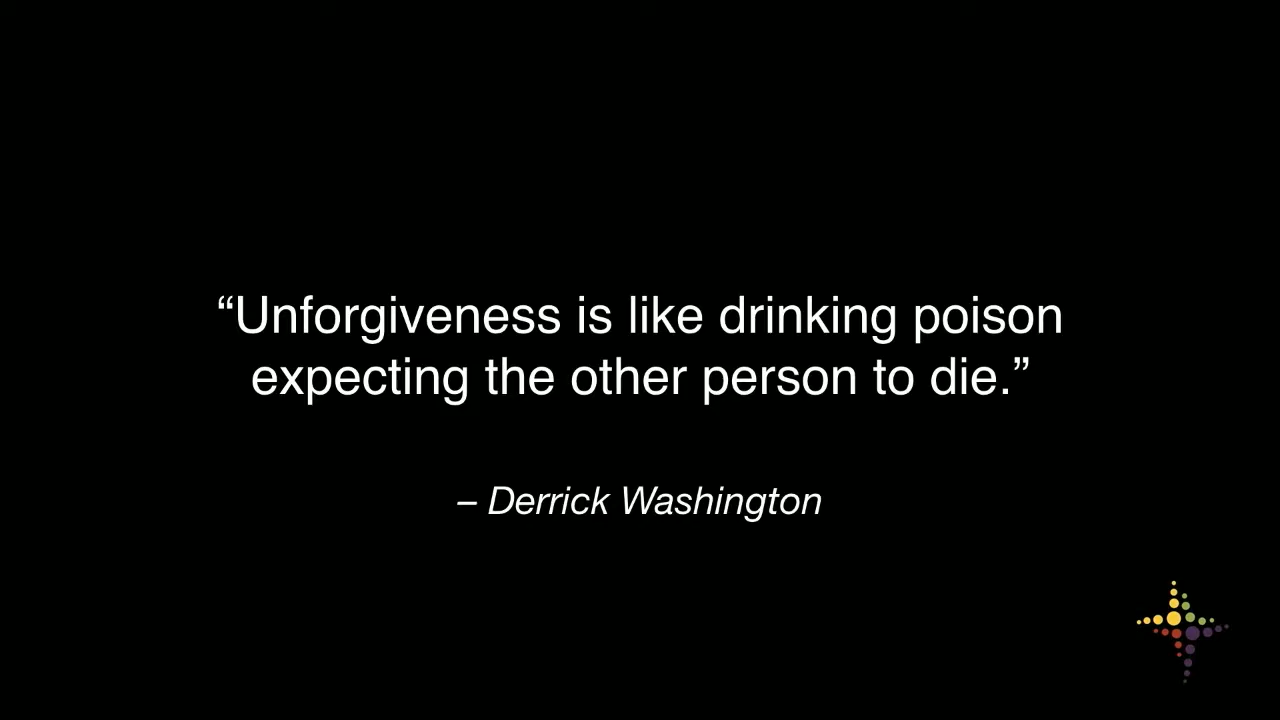 “Unforgiveness is like drinking poison
expecting the other person to die.”
– Derrick Washington